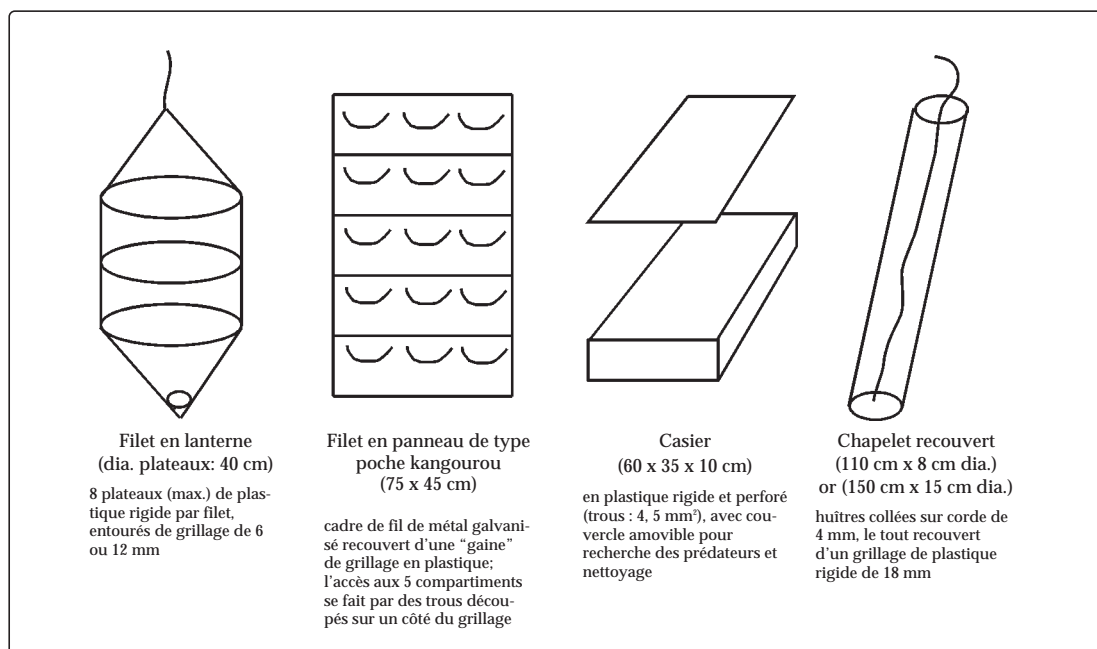 Filet en lanterne
(dia. plateaux: 40 cm)
8 plateaux (max.) de plas-
tique rigide par filet,
entourés de grillage de 6
ou 12 mm
Filet en panneau de type
poche kangourou
(75 x 45 cm)
cadre de fil de métal galvani-
sé recouvert d'une “gaine”
de grillage en plastique;
l'accès aux 5 compartiments
se fait par des trous décou-
pés sur un côté du grillage
Casier
(60 x 35 x 10 cm)
en plastique rigide et perforé
(trous : 4, 5 mm²), avec cou-
vercle amovible pour
recherche des prédateurs et
nettoyage
Chapelet recouvert
(110 cm x 8 cm dia.)
or (150 cm x 15 cm dia.)
huîtres collées sur corde de
4 mm, le tout recouvert
d'un grillage de plastique
rigide de 18 mm